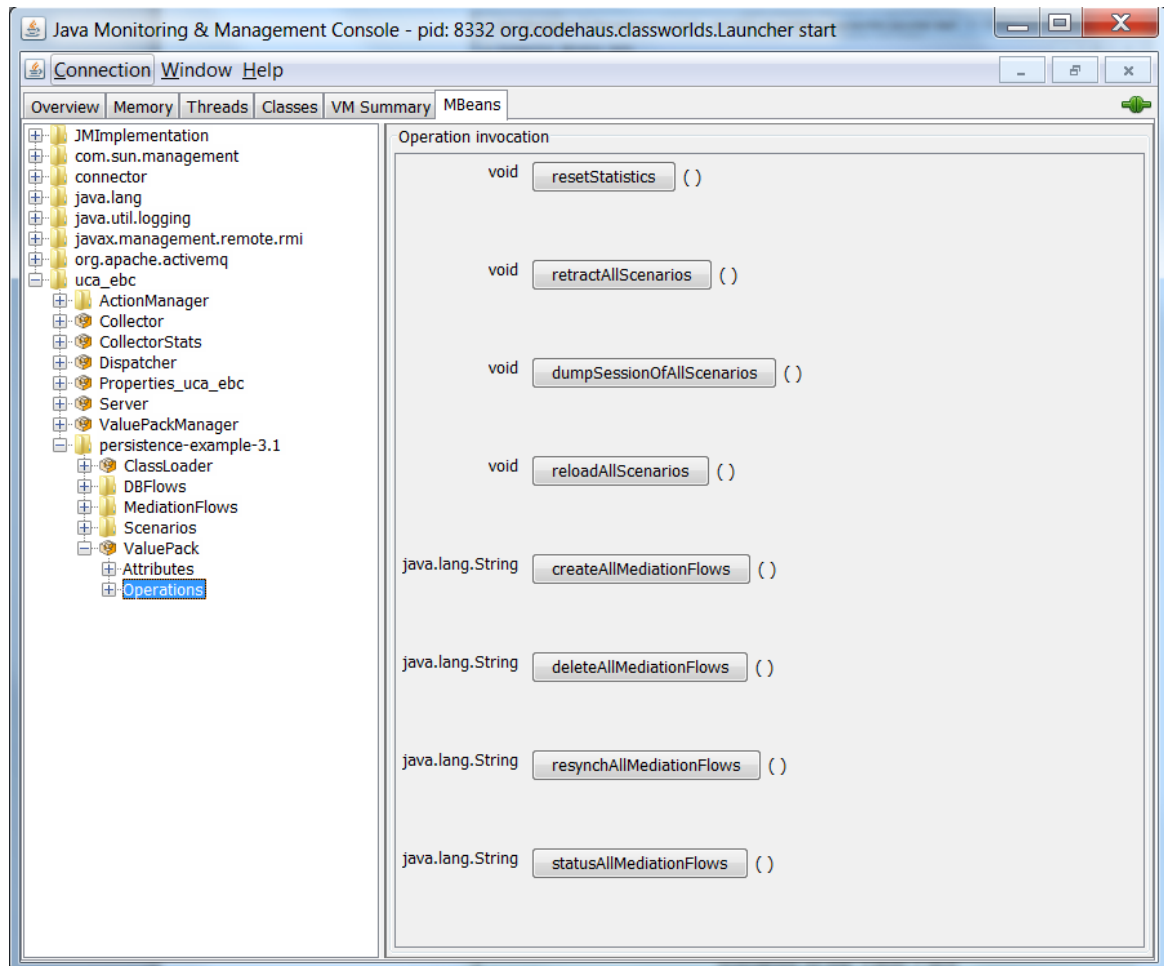 Java Monitoring & Management Console - pid: 8332 org.codehaus.classworlds.Launcher start
Connection Window Help
Overview Memory Threads Classes VM Summary MBeans
JMImplementation
com.sun.management
connector
java.lang
java.util.logging
javax.management.remote.rmi
org.apache.activemq
uca_ebc
ActionManager
Collector
CollectorStats
Dispatcher
Properties_uca_ebc
Server
ValuePackManager
persistence-example-3.1
ClassLoader
DBFlows
MediationFlows
Scenarios
ValuePack
Attributes
Operations
Operation invocation
void resetStatistics ( )
void retractAllScenarios ( )
void dumpSessionOfAllScenarios ( )
void reloadAllScenarios ( )
java.lang.String createAllMediationFlows ( )
java.lang.String deleteAllMediationFlows ( )
java.lang.String resynchAllMediationFlows ( )
java.lang.String statusAllMediationFlows ( )